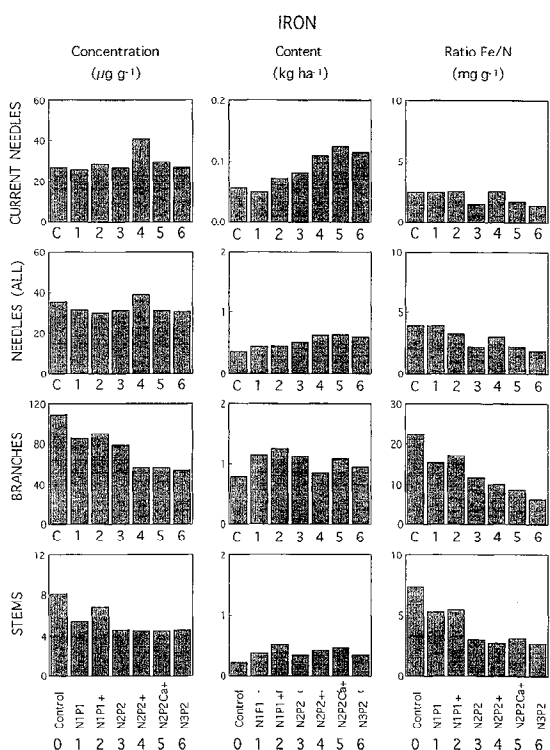 IRON
Concentration Content Ratio Fe/N
(µg g-1) (kg ha-1) (mg g-1)
CURRENT NEEDLES
60 0.2 10
40
0.1 5
20
0 0.0 0
C 1 2 3 4 5 6 C 1 2 3 4 5 6 C 1 2 3 4 5 6
NEEDLES (ALL)
60 2 10
40
1 5
20
0 0 0
C 1 2 3 4 5 6 C 1 2 3 4 5 6 C 1 2 3 4 5 6
BRANCHES
120 2 30
80 20
1
40 10
0 0 0
C 1 2 3 4 5 6 C 1 2 3 4 5 6 C 1 2 3 4 5 6
STEMS
12 2 10
8
1 5
4
0 0 0
Control N1P1 N1P1+ N2P2 N2P2+ N2P2Ca+ N3P2 Control N1P1 N1P1+ N2P2 N2P2+ N2P2Ca+ N3P2 Control N1P1 N1P1+ N2P2 N2P2+ N2P2Ca+ N3P2
0 1 2 3 4 5 6 0 1 2 3 4 5 6 0 1 2 3 4 5 6